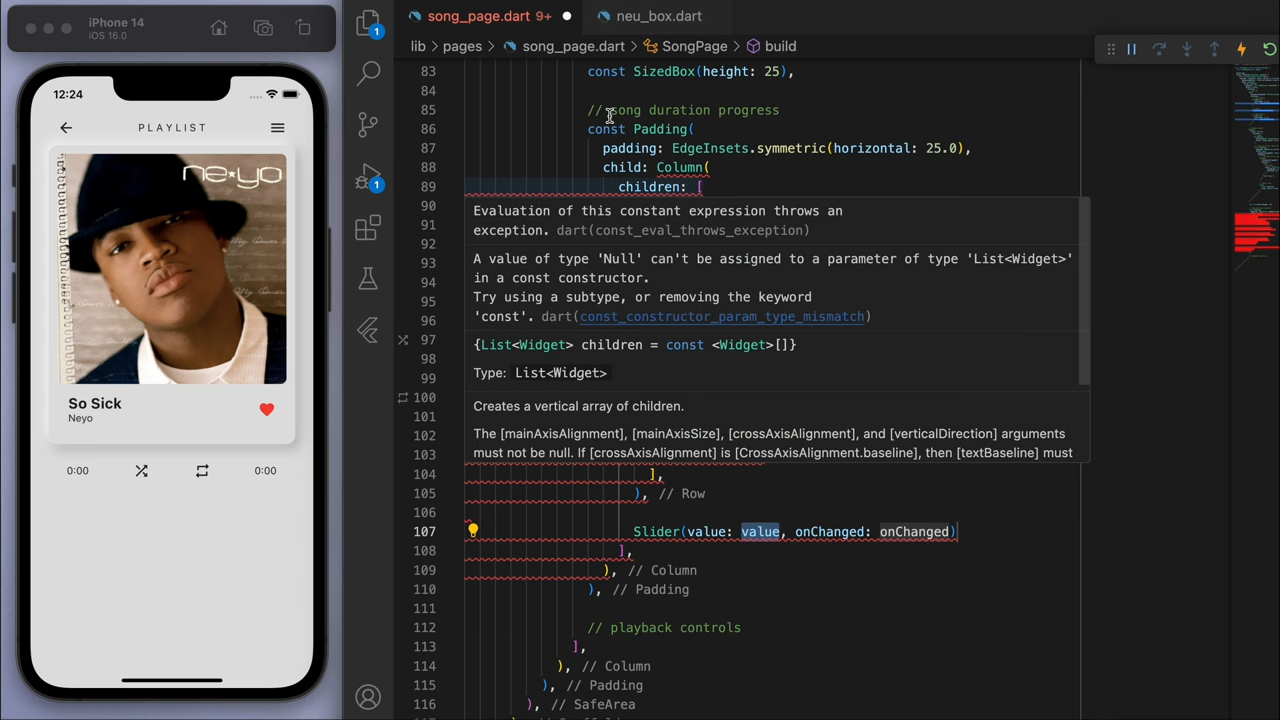 iPhone 14
iOS 16.0
12:24
PLAYLIST
ne★yo
So Sick
Neyo
0:00
0:00
1
1
song_page.dart 9+
neu_box.dart
lib > pages > song_page.dart > SongPage > build
83 const SizedBox(height: 25),
84
85 // song duration progress
86 const Padding(
87 padding: EdgeInsets.symmetric(horizontal: 25.0),
88 child: Column(
89 children: [
90
91
92
93
94
95
96
97
98
99
100
101
102
103
Evaluation of this constant expression throws an
exception. dart(const_eval_throws_exception)
A value of type 'Null' can't be assigned to a parameter of type 'List<Widget>'
in a const constructor.
Try using a subtype, or removing the keyword
'const'. dart(const_constructor_param_type_mismatch)
{List<Widget> children = const <Widget>[]}
Type: List<Widget>
Creates a vertical array of children.
The [mainAxisAlignment], [mainAxisSize], [crossAxisAlignment], and [verticalDirection] arguments
must not be null. If [crossAxisAlignment] is [CrossAxisAlignment.baseline], then [textBaseline] must
104 ],
105 ), // Row
106
107 Slider(value: value, onChanged: onChanged)
108 ],
109 ), // Column
110 ), // Padding
111
112 // playback controls
113 ],
114 ), // Column
115 ), // Padding
116 ), // SafeArea